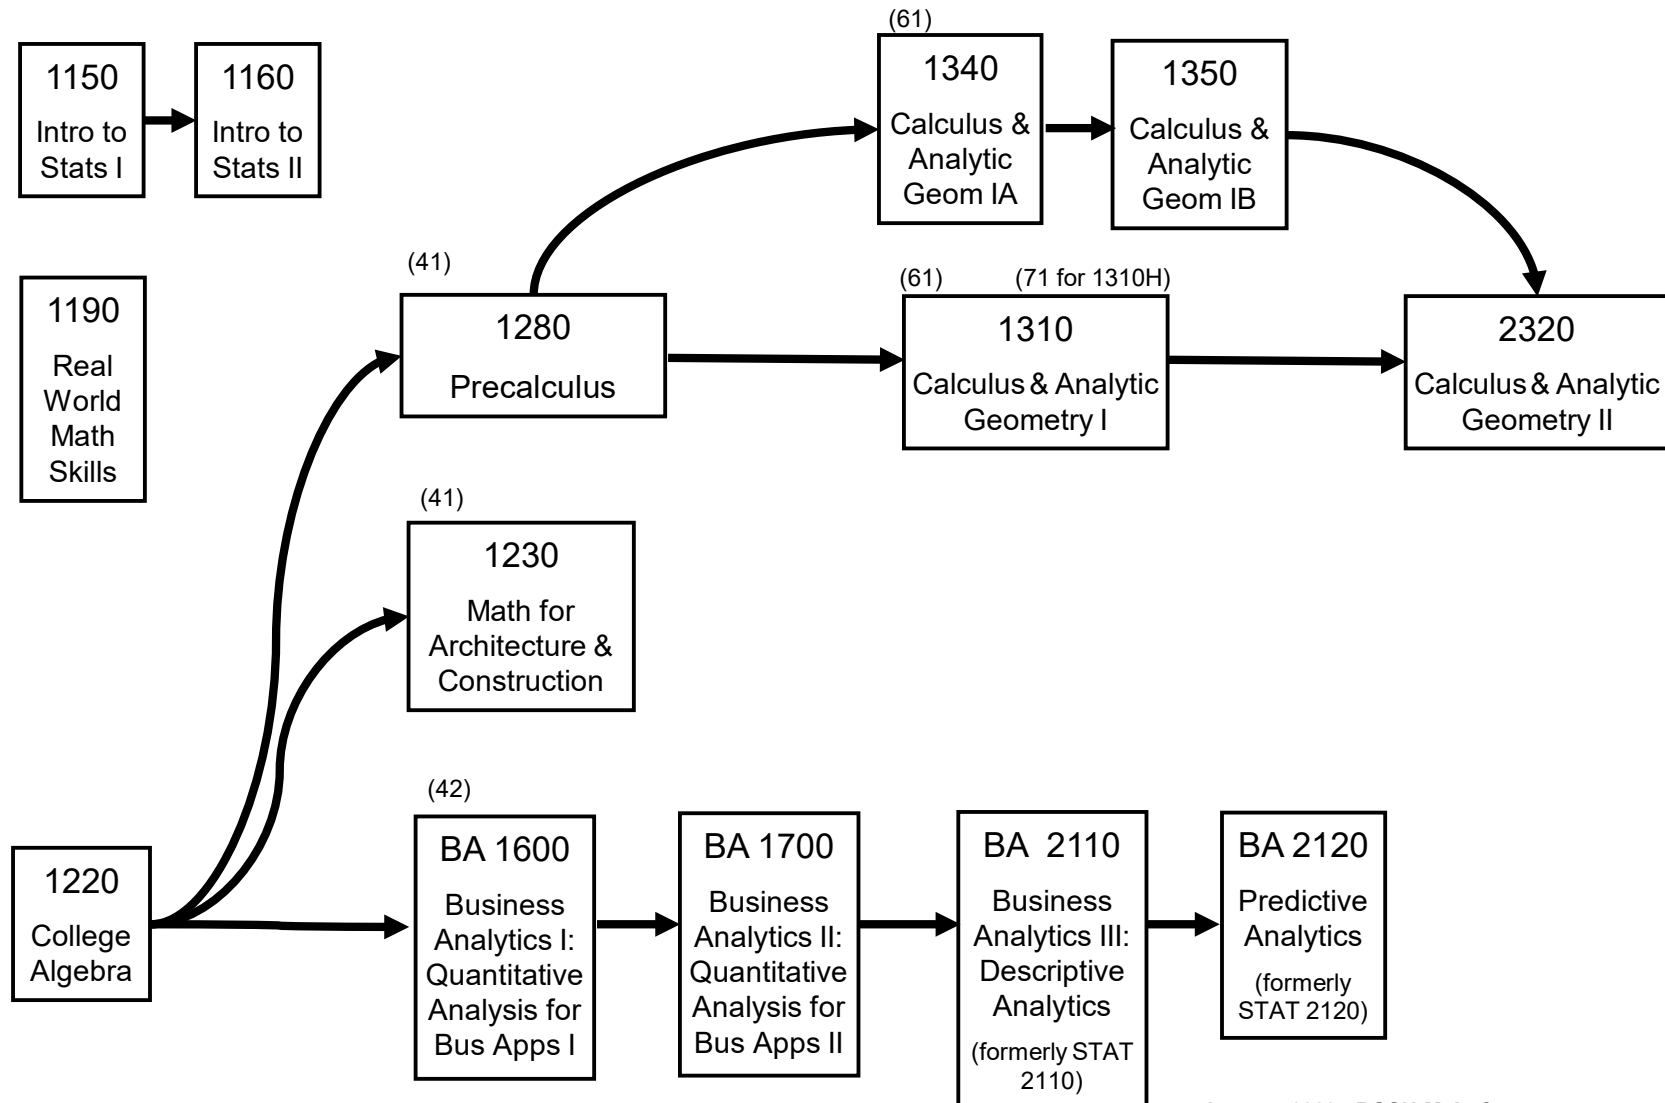 1150
Intro to
Stats I
1160
Intro to
Stats II
(61)
1340
Calculus &
Analytic
Geom IA
1350
Calculus &
Analytic
Geom IB
1190
Real
World
Math
Skills
(41)
1280
Precalculus
(61) (71 for 1310H)
1310
Calculus & Analytic
Geometry I
2320
Calculus & Analytic
Geometry II
(41)
1230
Math for
Architecture &
Construction
1220
College
Algebra
(42)
BA 1600
Business
Analytics I:
Quantitative
Analysis for
Bus Apps I
BA 1700
Business
Analytics II:
Quantitative
Analysis for
Bus Apps II
BA 2110
Business
Analytics III:
Descriptive
Analytics
(formerly STAT
2110)
BA 2120
Predictive
Analytics
(formerly
STAT 2120)